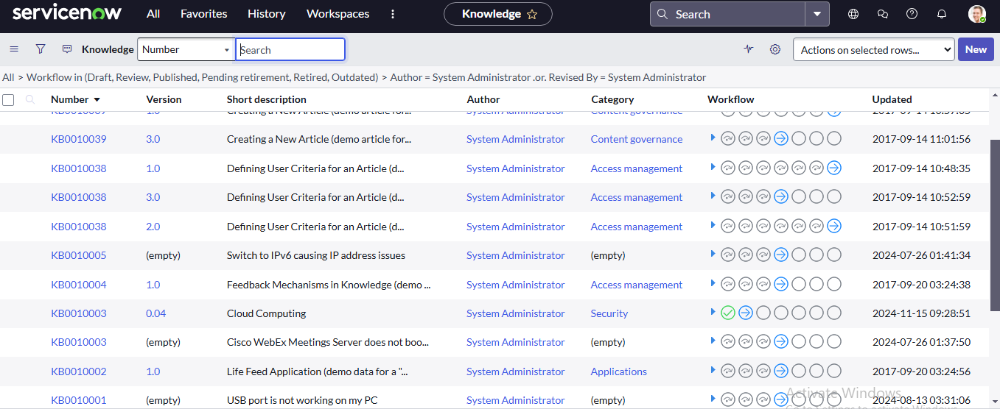 servicenow All Favorites History Workspaces Knowledge Search
Knowledge Number Search Actions on selected rows... New
All > Workflow in (Draft, Review, Published, Pending retirement, Retired, Outdated) > Author = System Administrator .or. Revised By = System Administrator
Number Version Short description Author Category Workflow Updated
KB0010039 1.0 Creating a New Article (demo article for... System Administrator Content governance
KB0010039 3.0 Creating a New Article (demo article for... System Administrator Content governance 2017-09-14 11:01:56
KB0010038 1.0 Defining User Criteria for an Article (d... System Administrator Access management 2017-09-14 10:48:35
KB0010038 3.0 Defining User Criteria for an Article (d... System Administrator Access management 2017-09-14 10:52:59
KB0010038 2.0 Defining User Criteria for an Article (d... System Administrator Access management 2017-09-14 10:51:59
KB0010005 (empty) Switch to IPv6 causing IP address issues System Administrator (empty) 2024-07-26 01:41:34
KB0010004 1.0 Feedback Mechanisms in Knowledge (demo ... System Administrator Access management 2017-09-20 03:24:38
KB0010003 0.04 Cloud Computing System Administrator Security 2024-11-15 09:28:51
KB0010003 (empty) Cisco WebEx Meetings Server does not boo... System Administrator (empty) 2024-07-26 01:37:50
KB0010002 1.0 Life Feed Application (demo data for a "... System Administrator Applications 2017-09-20 03:24:56
Activate Windows
KB0010001 (empty) USB port is not working on my PC System Administrator (empty) 2024-08-13 03:31:06